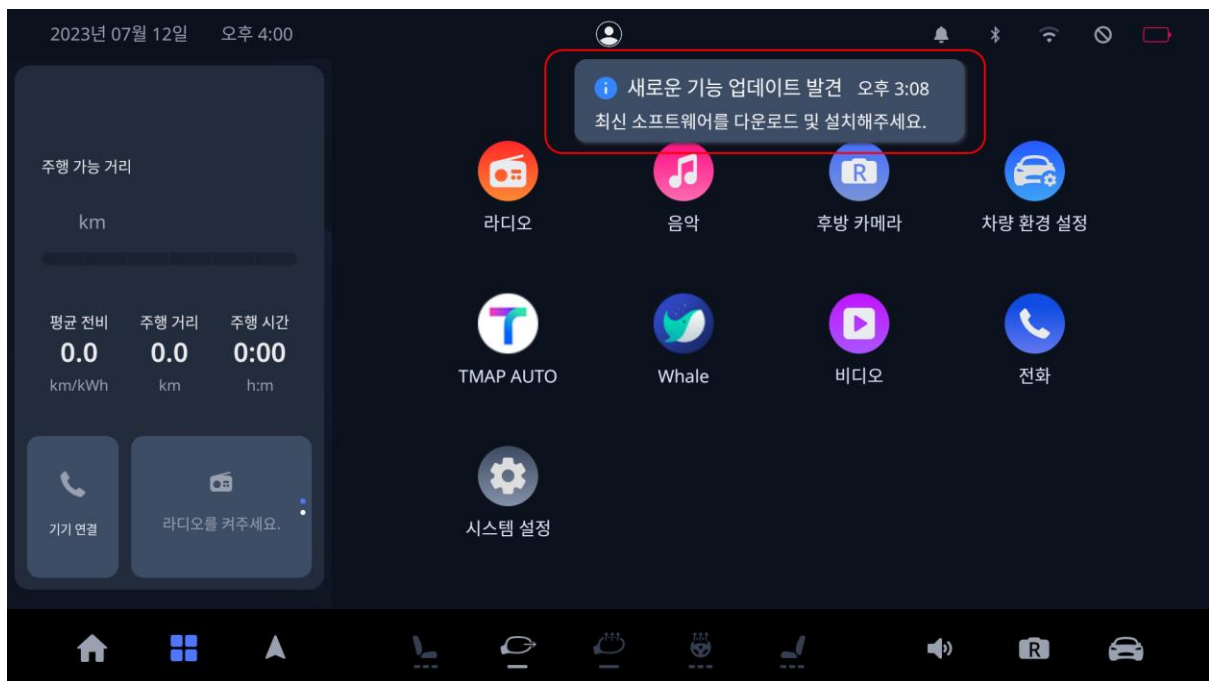 2023년 07월 12일 오후 4:00
새로운 기능 업데이트 발견 오후 3:08
최신 소프트웨어를 다운로드 및 설치해주세요.
주행 가능 거리
km
평균 전비 주행 거리 주행 시간
0.0 0.0 0:00
km/kWh km h:m
기기 연결
라디오를 켜주세요.
라디오 음악 R 후방 카메라 차량 환경 설정
TMAP AUTO Whale 비디오 전화
시스템 설정
R